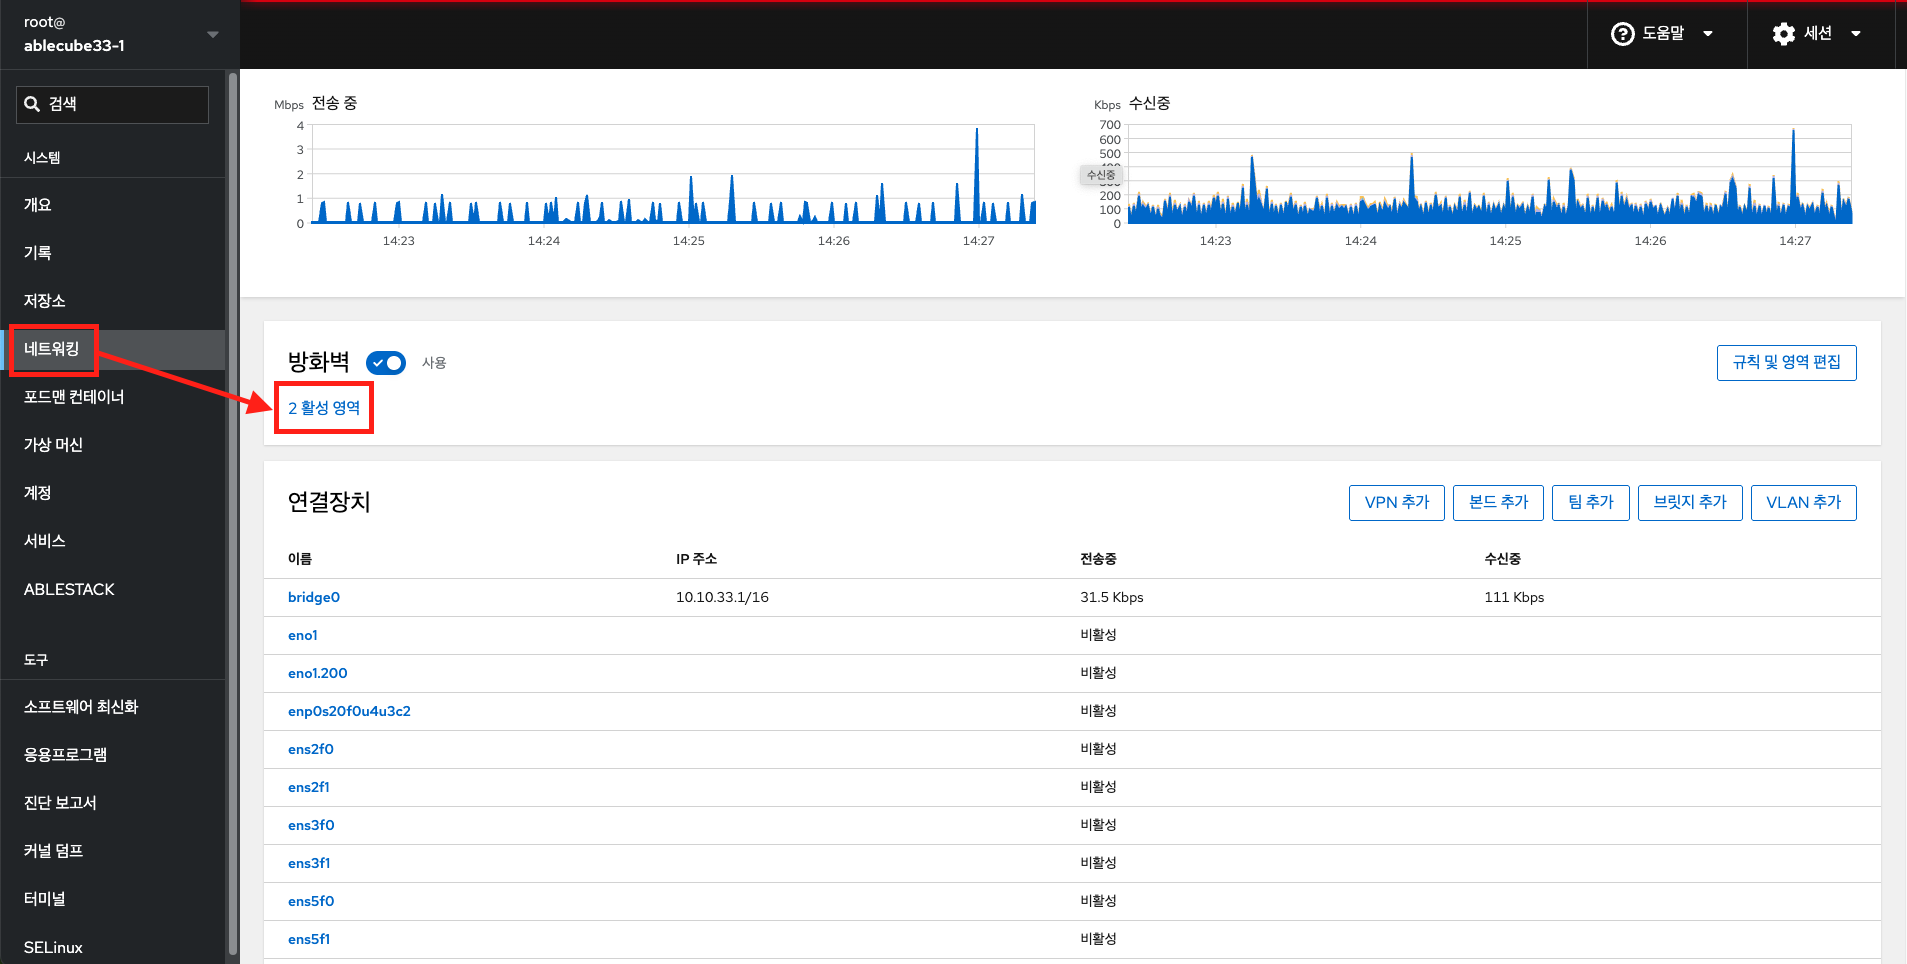 root@
ablecube33-1
도움말
세션
검색
시스템
개요
기록
저장소
네트워킹
포드맨 컨테이너
가상 머신
계정
서비스
ABLESTACK
도구
소프트웨어 최신화
응용프로그램
진단 보고서
커널 덤프
터미널
SELinux
Mbps 전송 중
4
3
2
1
0
14:23 14:24 14:25 14:26 14:27
Kbps 수신중
700
600
500
400
수신중
300
200
100
0
14:23 14:24 14:25 14:26 14:27
방화벽 사용
규칙 및 영역 편집
2 활성 영역
연결장치
VPN 추가 본드 추가 팀 추가 브릿지 추가 VLAN 추가
이름 IP 주소 전송중 수신중
bridge0 10.10.33.1/16 31.5 Kbps 111 Kbps
eno1 비활성
eno1.200 비활성
enp0s20f0u4u3c2 비활성
ens2f0 비활성
ens2f1 비활성
ens3f0 비활성
ens3f1 비활성
ens5f0 비활성
ens5f1 비활성